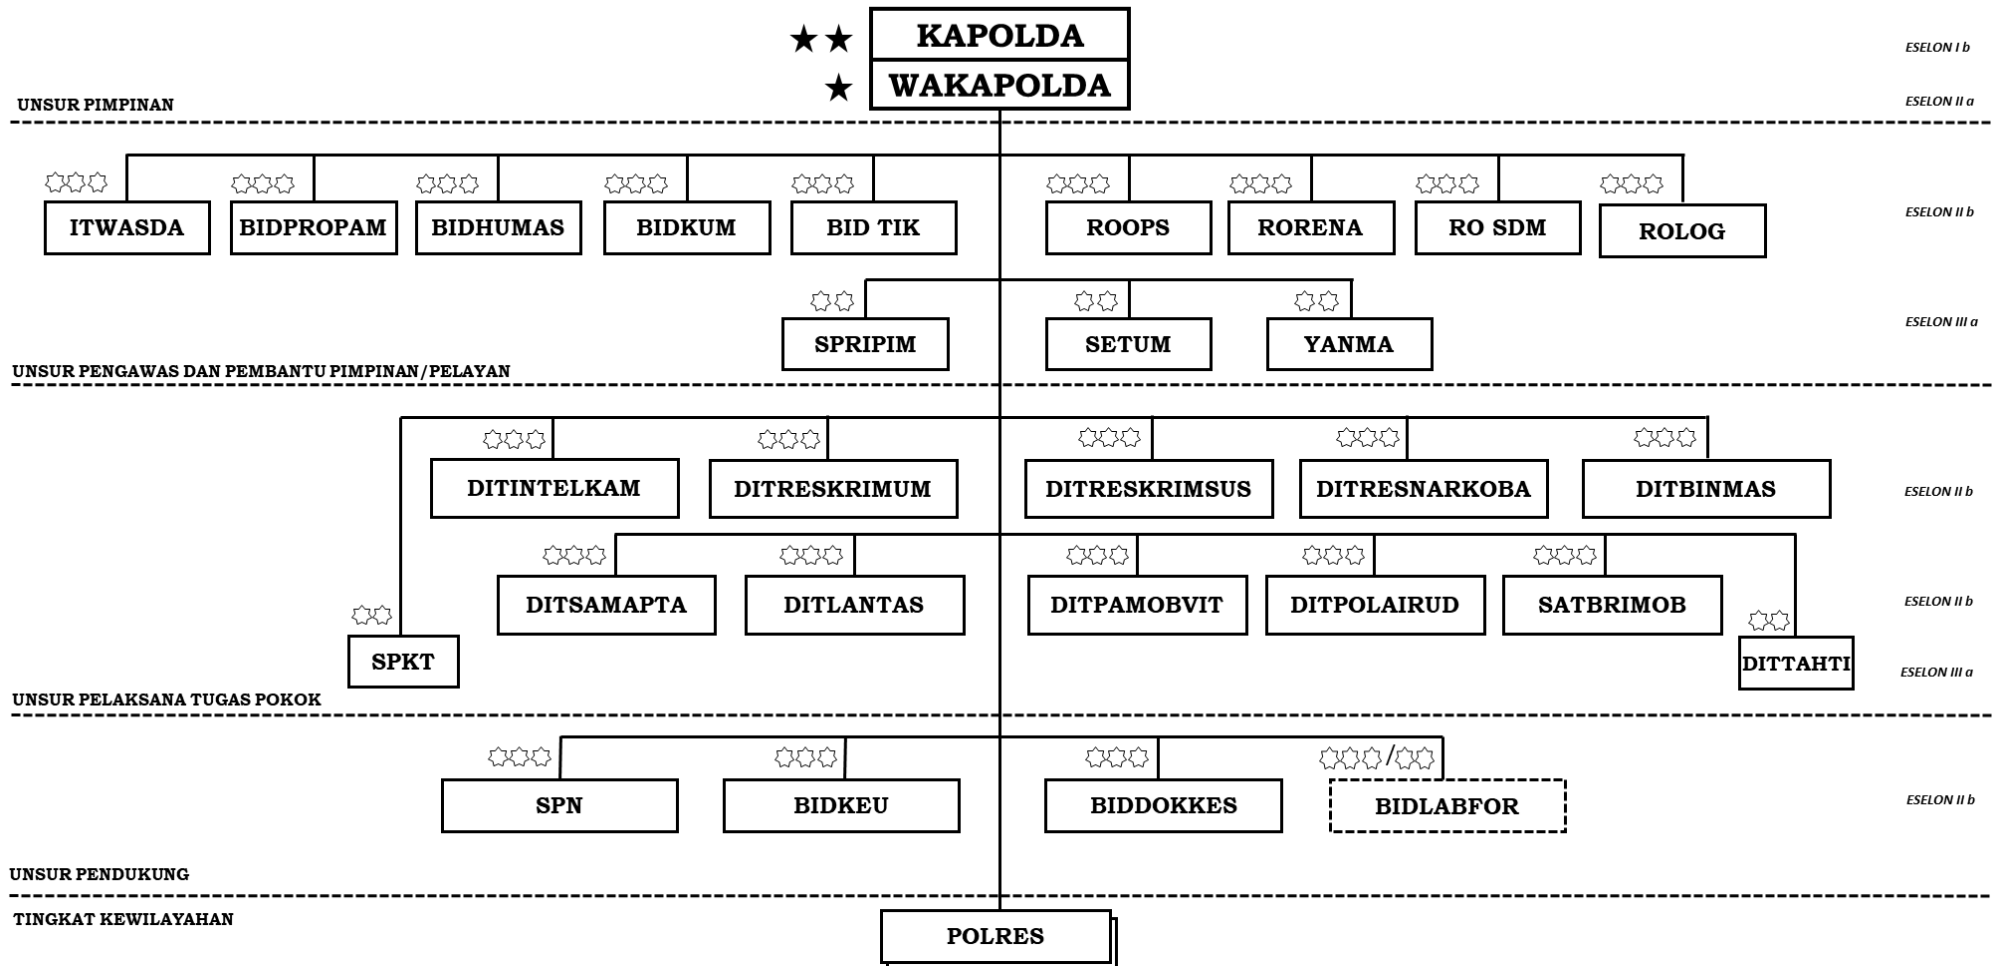 KAPOLDA
ESELON I b
WAKAPOLDA
UNSUR PIMPINAN
ESELON II a
ITWASDA
BIDPROPAM
BIDHUMAS
BIDKUM
BID TIK
ROOPS
RORENA
RO SDM
ROLOG
ESELON II b
SPRIPIM
SETUM
YANMA
ESELON III a
UNSUR PENGAWAS DAN PEMBANTU PIMPINAN/PELAYAN
DITINTELKAM
DITRESKRIMUM
DITRESKRIMSUS
DITRESNARKOBA
DITBINMAS
ESELON II b
DITSAMAPTA
DITLANTAS
DITPAMOBVIT
DITPOLAIRUD
SATBRIMOB
ESELON II b
SPKT
DITTAHTI
ESELON III a
UNSUR PELAKSANA TUGAS POKOK
/
SPN
BIDKEU
BIDDOKKES
BIDLABFOR
ESELON II b
UNSUR PENDUKUNG
TINGKAT KEWILAYAHAN
POLRES